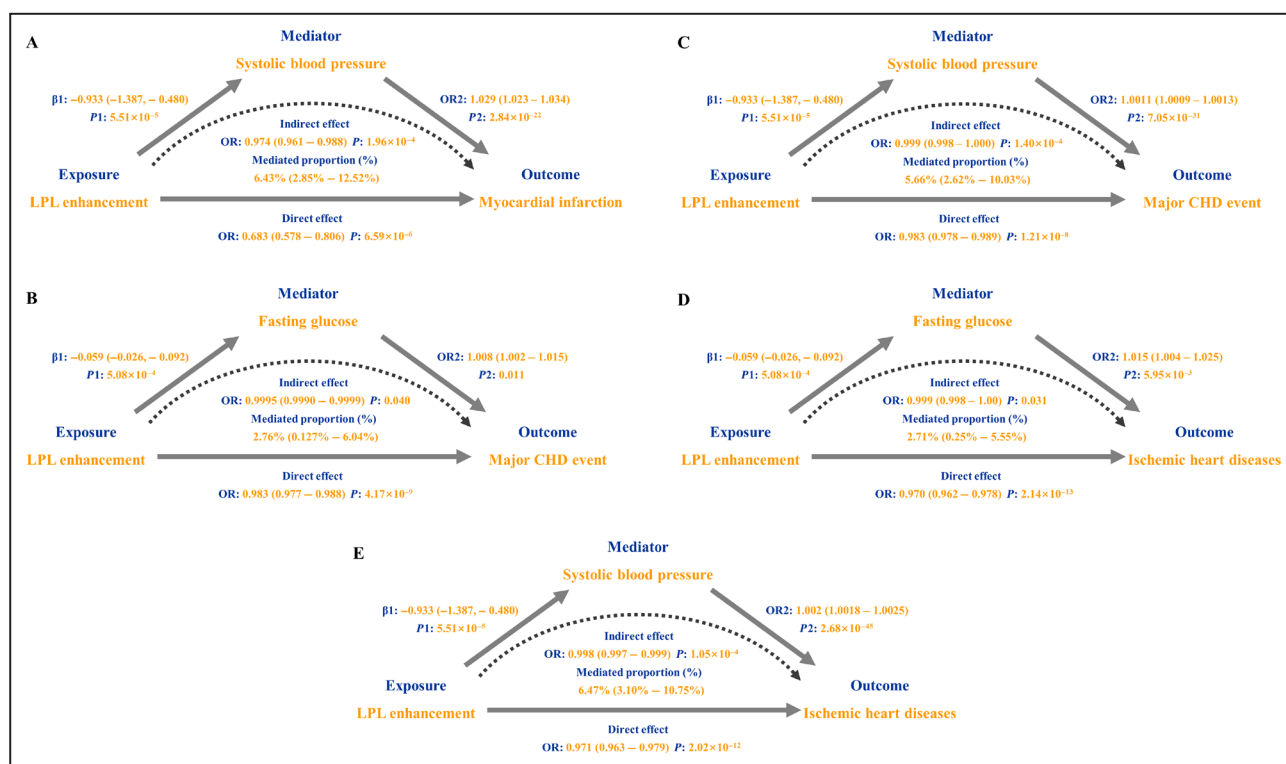 A
Mediator
Systolic blood pressure
β1: −0.933 (−1.387, − 0.480)
P1: 5.51×10⁻⁵
OR2: 1.029 (1.023 − 1.034)
P2: 2.84×10⁻²²
Indirect effect
OR: 0.974 (0.961 − 0.988) P: 1.96×10⁻⁴
Mediated proportion (%)
6.43% (2.85% − 12.52%)
Exposure
LPL enhancement
Outcome
Myocardial infarction
Direct effect
OR: 0.683 (0.578 − 0.806) P: 6.59×10⁻⁶
C
Mediator
Systolic blood pressure
β1: −0.933 (−1.387, − 0.480)
P1: 5.51×10⁻⁵
OR2: 1.0011 (1.0009 − 1.0013)
P2: 7.05×10⁻³¹
Indirect effect
OR: 0.999 (0.998 − 1.000) P: 1.40×10⁻⁴
Mediated proportion (%)
5.66% (2.62% − 10.03%)
Exposure
LPL enhancement
Outcome
Major CHD event
Direct effect
OR: 0.983 (0.978 − 0.989) P: 1.21×10⁻⁸
B
Mediator
Fasting glucose
β1: −0.059 (−0.026, − 0.092)
P1: 5.08×10⁻⁴
OR2: 1.008 (1.002 − 1.015)
P2: 0.011
Indirect effect
OR: 0.9995 (0.9990 − 0.9999) P: 0.040
Mediated proportion (%)
2.76% (0.127% − 6.04%)
Exposure
LPL enhancement
Outcome
Major CHD event
Direct effect
OR: 0.983 (0.977 − 0.988) P: 4.17×10⁻⁹
D
Mediator
Fasting glucose
β1: −0.059 (−0.026, − 0.092)
P1: 5.08×10⁻⁴
OR2: 1.015 (1.004 − 1.025)
P2: 5.95×10⁻³
Indirect effect
OR: 0.999 (0.998 − 1.00) P: 0.031
Mediated proportion (%)
2.71% (0.25% − 5.55%)
Exposure
LPL enhancement
Outcome
Ischemic heart diseases
Direct effect
OR: 0.970 (0.962 − 0.978) P: 2.14×10⁻¹³
E
Mediator
Systolic blood pressure
β1: −0.933 (−1.387, − 0.480)
P1: 5.51×10⁻⁵
OR2: 1.002 (1.0018 − 1.0025)
P2: 2.68×10⁻⁴⁵
Indirect effect
OR: 0.998 (0.997 − 0.999) P: 1.05×10⁻⁴
Mediated proportion (%)
6.47% (3.10% − 10.75%)
Exposure
LPL enhancement
Outcome
Ischemic heart diseases
Direct effect
OR: 0.971 (0.963 − 0.979) P: 2.02×10⁻¹²